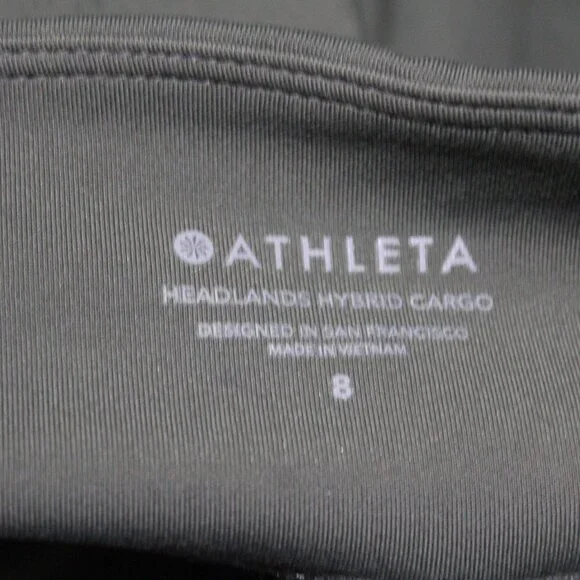 ATHLETA
HEADLANDS HYBRID CARGO
DESIGNED IN SAN FRANCISCO
MADE IN VIETNAM
8